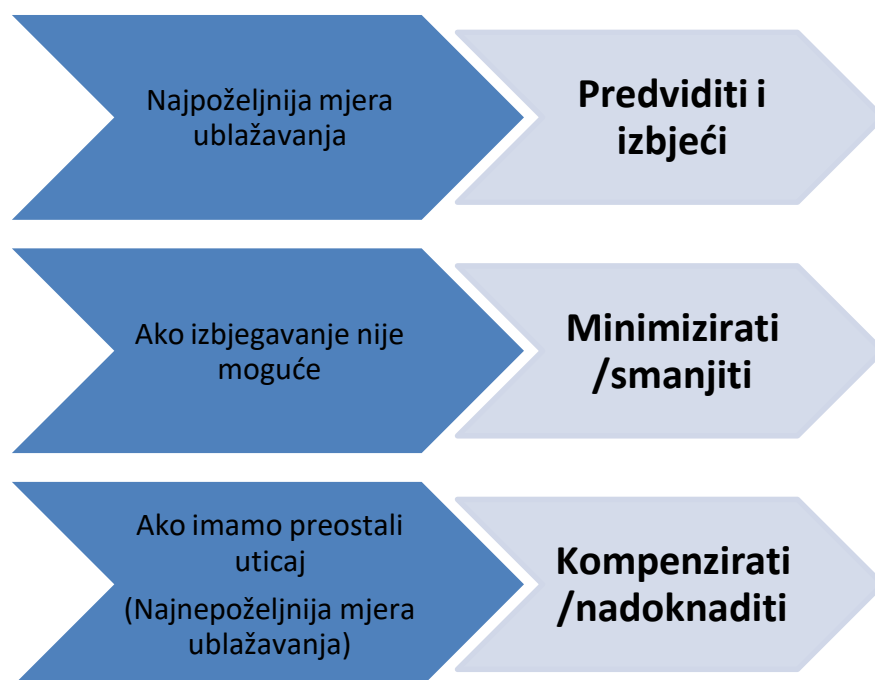 Najpoželjnija mjera
ublažavanja
Predviditi i
izbjeći
Ako izbjegavanje nije
moguće
Minimizirati
/smanjiti
Ako imamo preostali
uticaj
(Najnepoželjnija mjera
ublažavanja)
Kompenzirati
/nadoknaditi